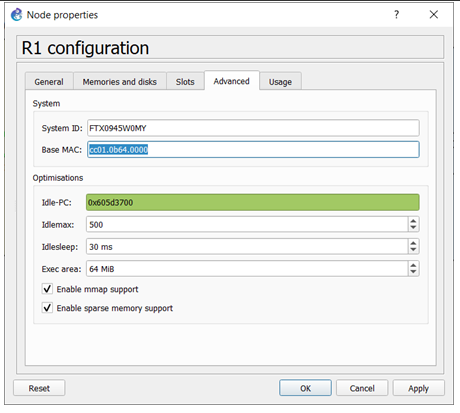 Node properties
R1 configuration
General Memories and disks Slots Advanced Usage
System
System ID: FTX0945W0MY
Base MAC: cc01.0b64.0000
Optimisations
Idle-PC: 0x605d3700
Idlemax: 500
Idlesleep: 30 ms
Exec area: 64 MiB
Enable mmap support
Enable sparse memory support
Reset OK Cancel Apply